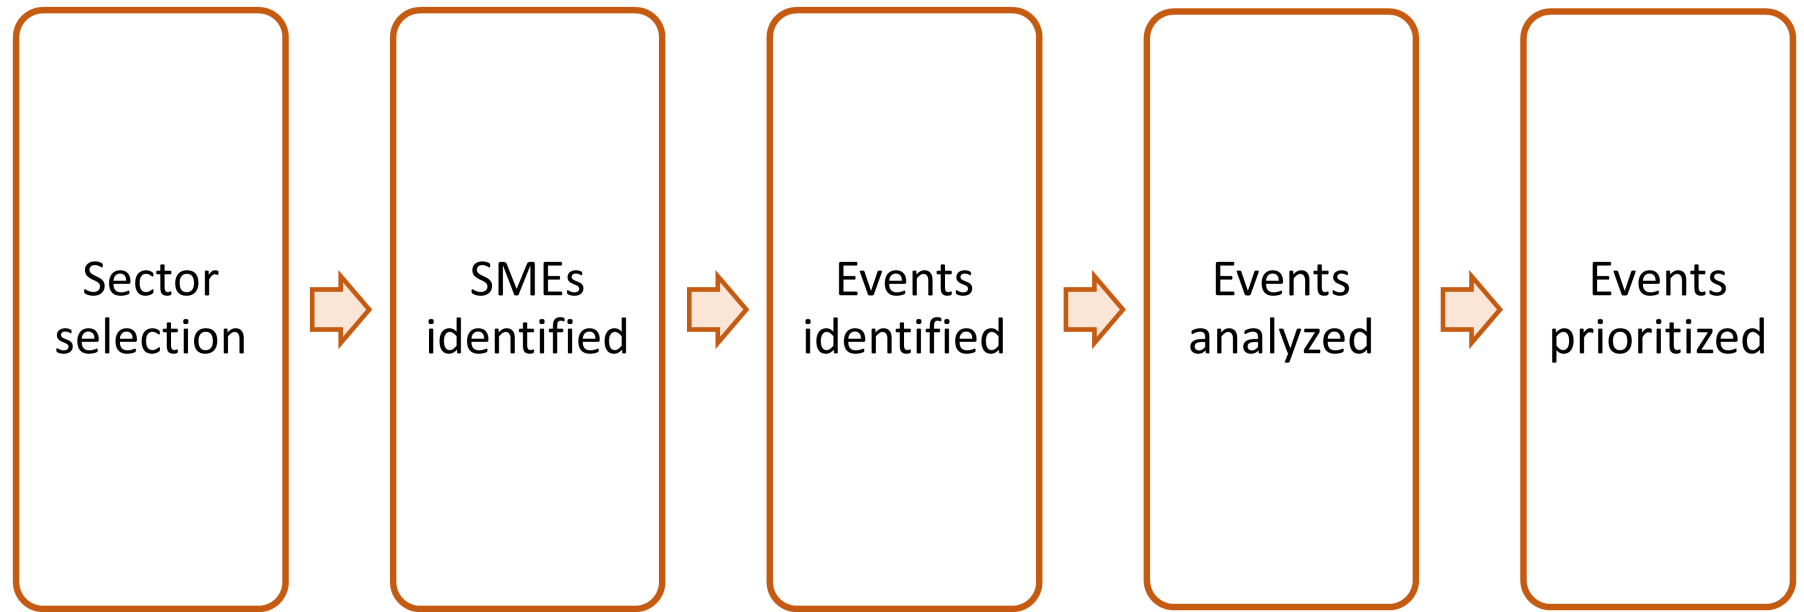 Sector
selection
SMEs
identified
Events
identified
Events
analyzed
Events
prioritized